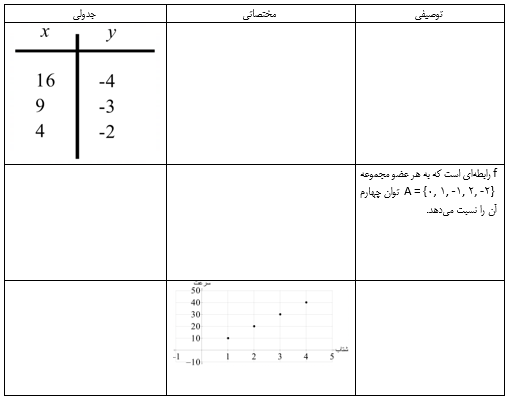 توصیفی مختصاتی جدولی
x y
16 -4
9 -3
4 -2
f رابطه‌ای است که به هر عضو مجموعه
A = {۰, ۱, -۱, ۲, -۲} توان چهارم
آن را نسبت می‌دهد.
سرعت
50
40
30
20
10
-1 1 2 3 4 5
شتاب
-10